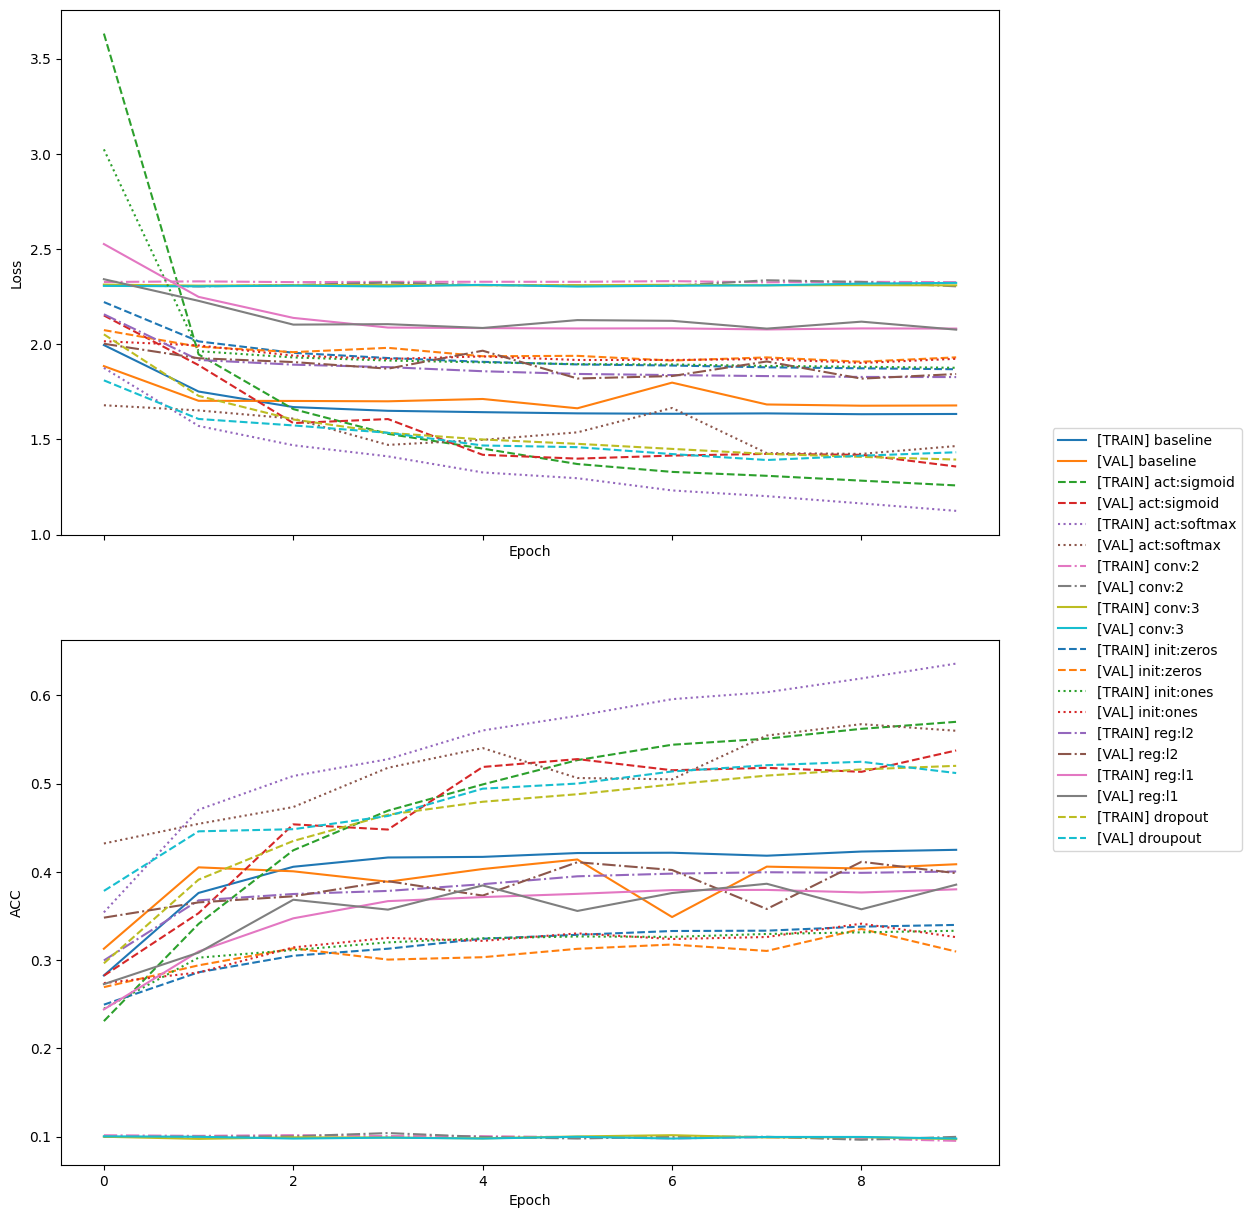 3.5
3.0
2.5
2.0
1.5
1.0
Loss
Epoch
[TRAIN] baseline
[VAL] baseline
[TRAIN] act:sigmoid
[VAL] act:sigmoid
[TRAIN] act:softmax
[VAL] act:softmax
[TRAIN] conv:2
[VAL] conv:2
[TRAIN] conv:3
[VAL] conv:3
[TRAIN] init:zeros
[VAL] init:zeros
[TRAIN] init:ones
[VAL] init:ones
[TRAIN] reg:l2
[VAL] reg:l2
[TRAIN] reg:l1
[VAL] reg:l1
[TRAIN] dropout
[VAL] droupout
0.6
0.5
0.4
0.3
0.2
0.1
ACC
0 2 4 6 8
Epoch